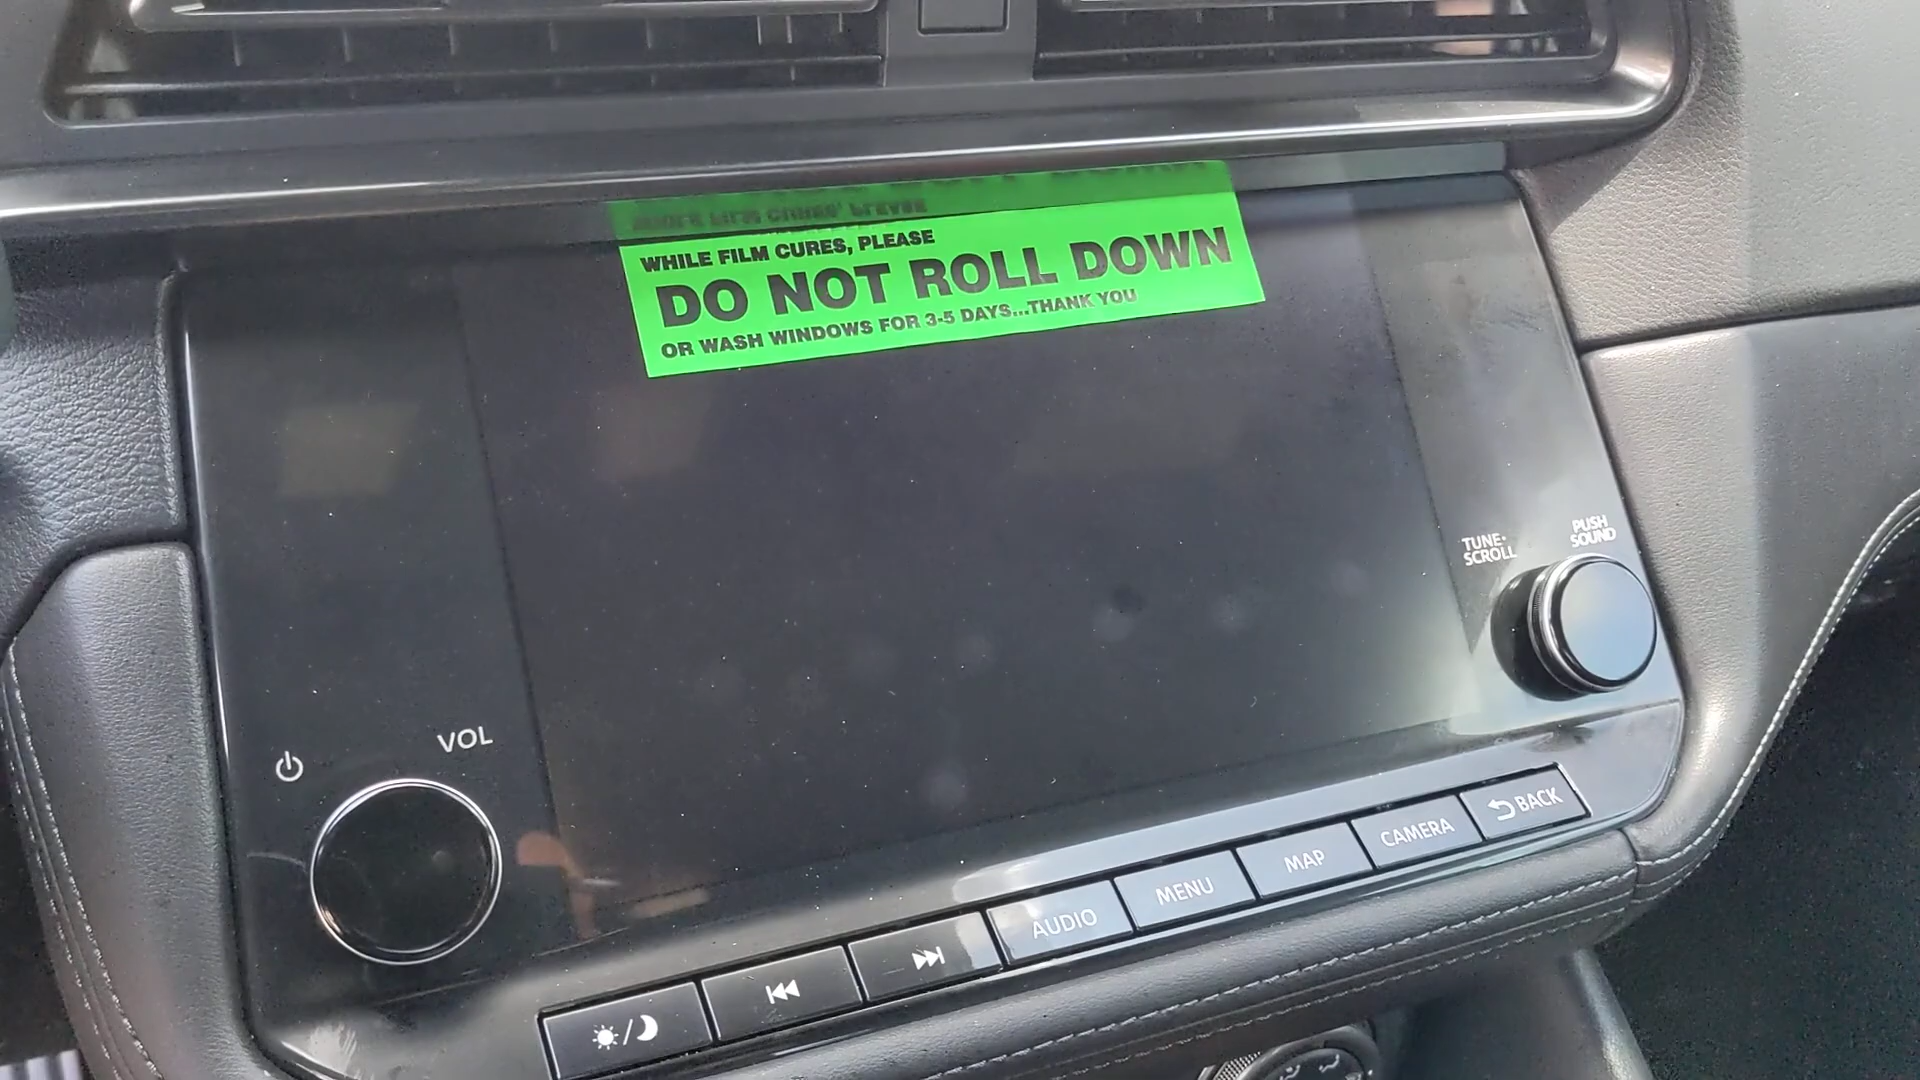 WHILE FILM CURES, PLEASE
DO NOT ROLL DOWN
OR WASH WINDOWS FOR 3-5 DAYS...THANK YOU
TUNE•
SCROLL
PUSH
SOUND
VOL
AUDIO
MENU
MAP
CAMERA
BACK